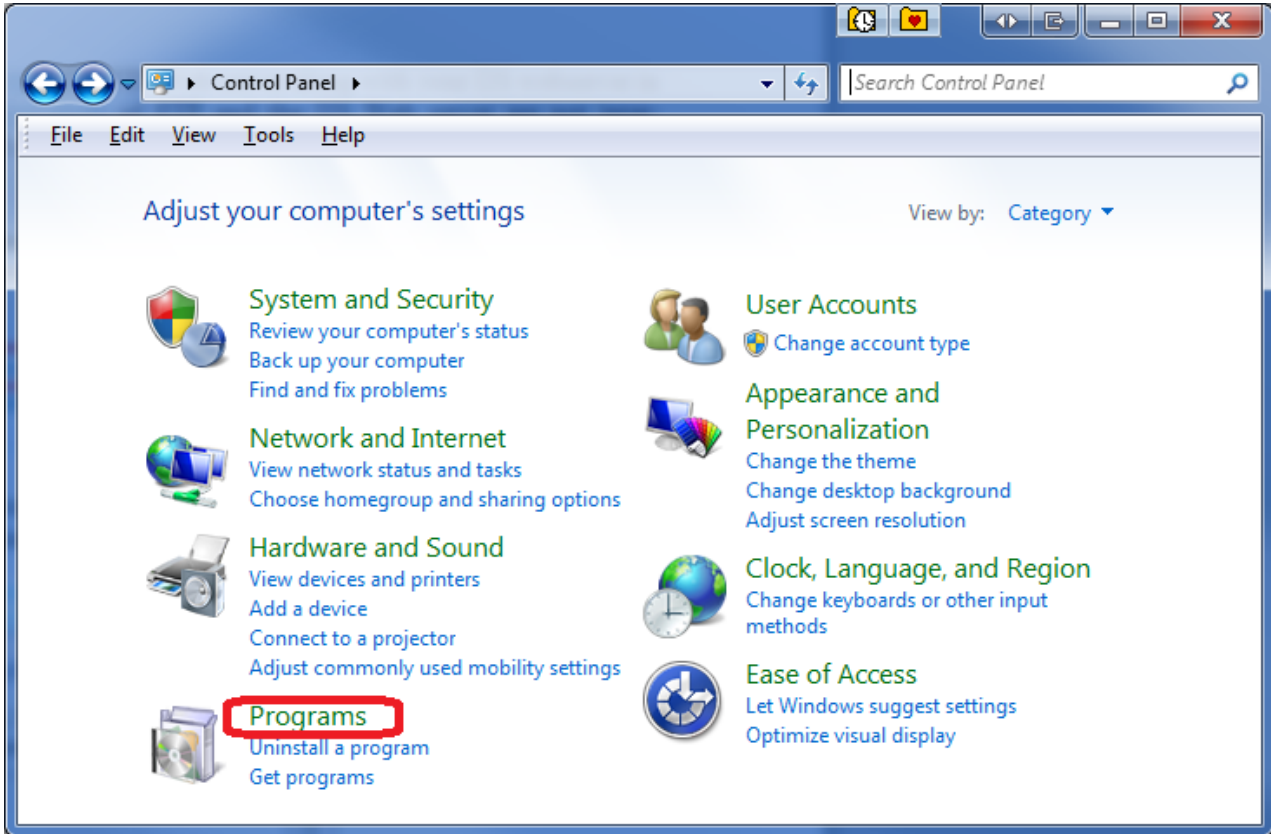 Control Panel
Search Control Panel
File Edit View Tools Help
Adjust your computer's settings
View by: Category
System and Security
Review your computer's status
Back up your computer
Find and fix problems
Network and Internet
View network status and tasks
Choose homegroup and sharing options
Hardware and Sound
View devices and printers
Add a device
Connect to a projector
Adjust commonly used mobility settings
Programs
Uninstall a program
Get programs
User Accounts
Change account type
Appearance and
Personalization
Change the theme
Change desktop background
Adjust screen resolution
Clock, Language, and Region
Change keyboards or other input
methods
Ease of Access
Let Windows suggest settings
Optimize visual display